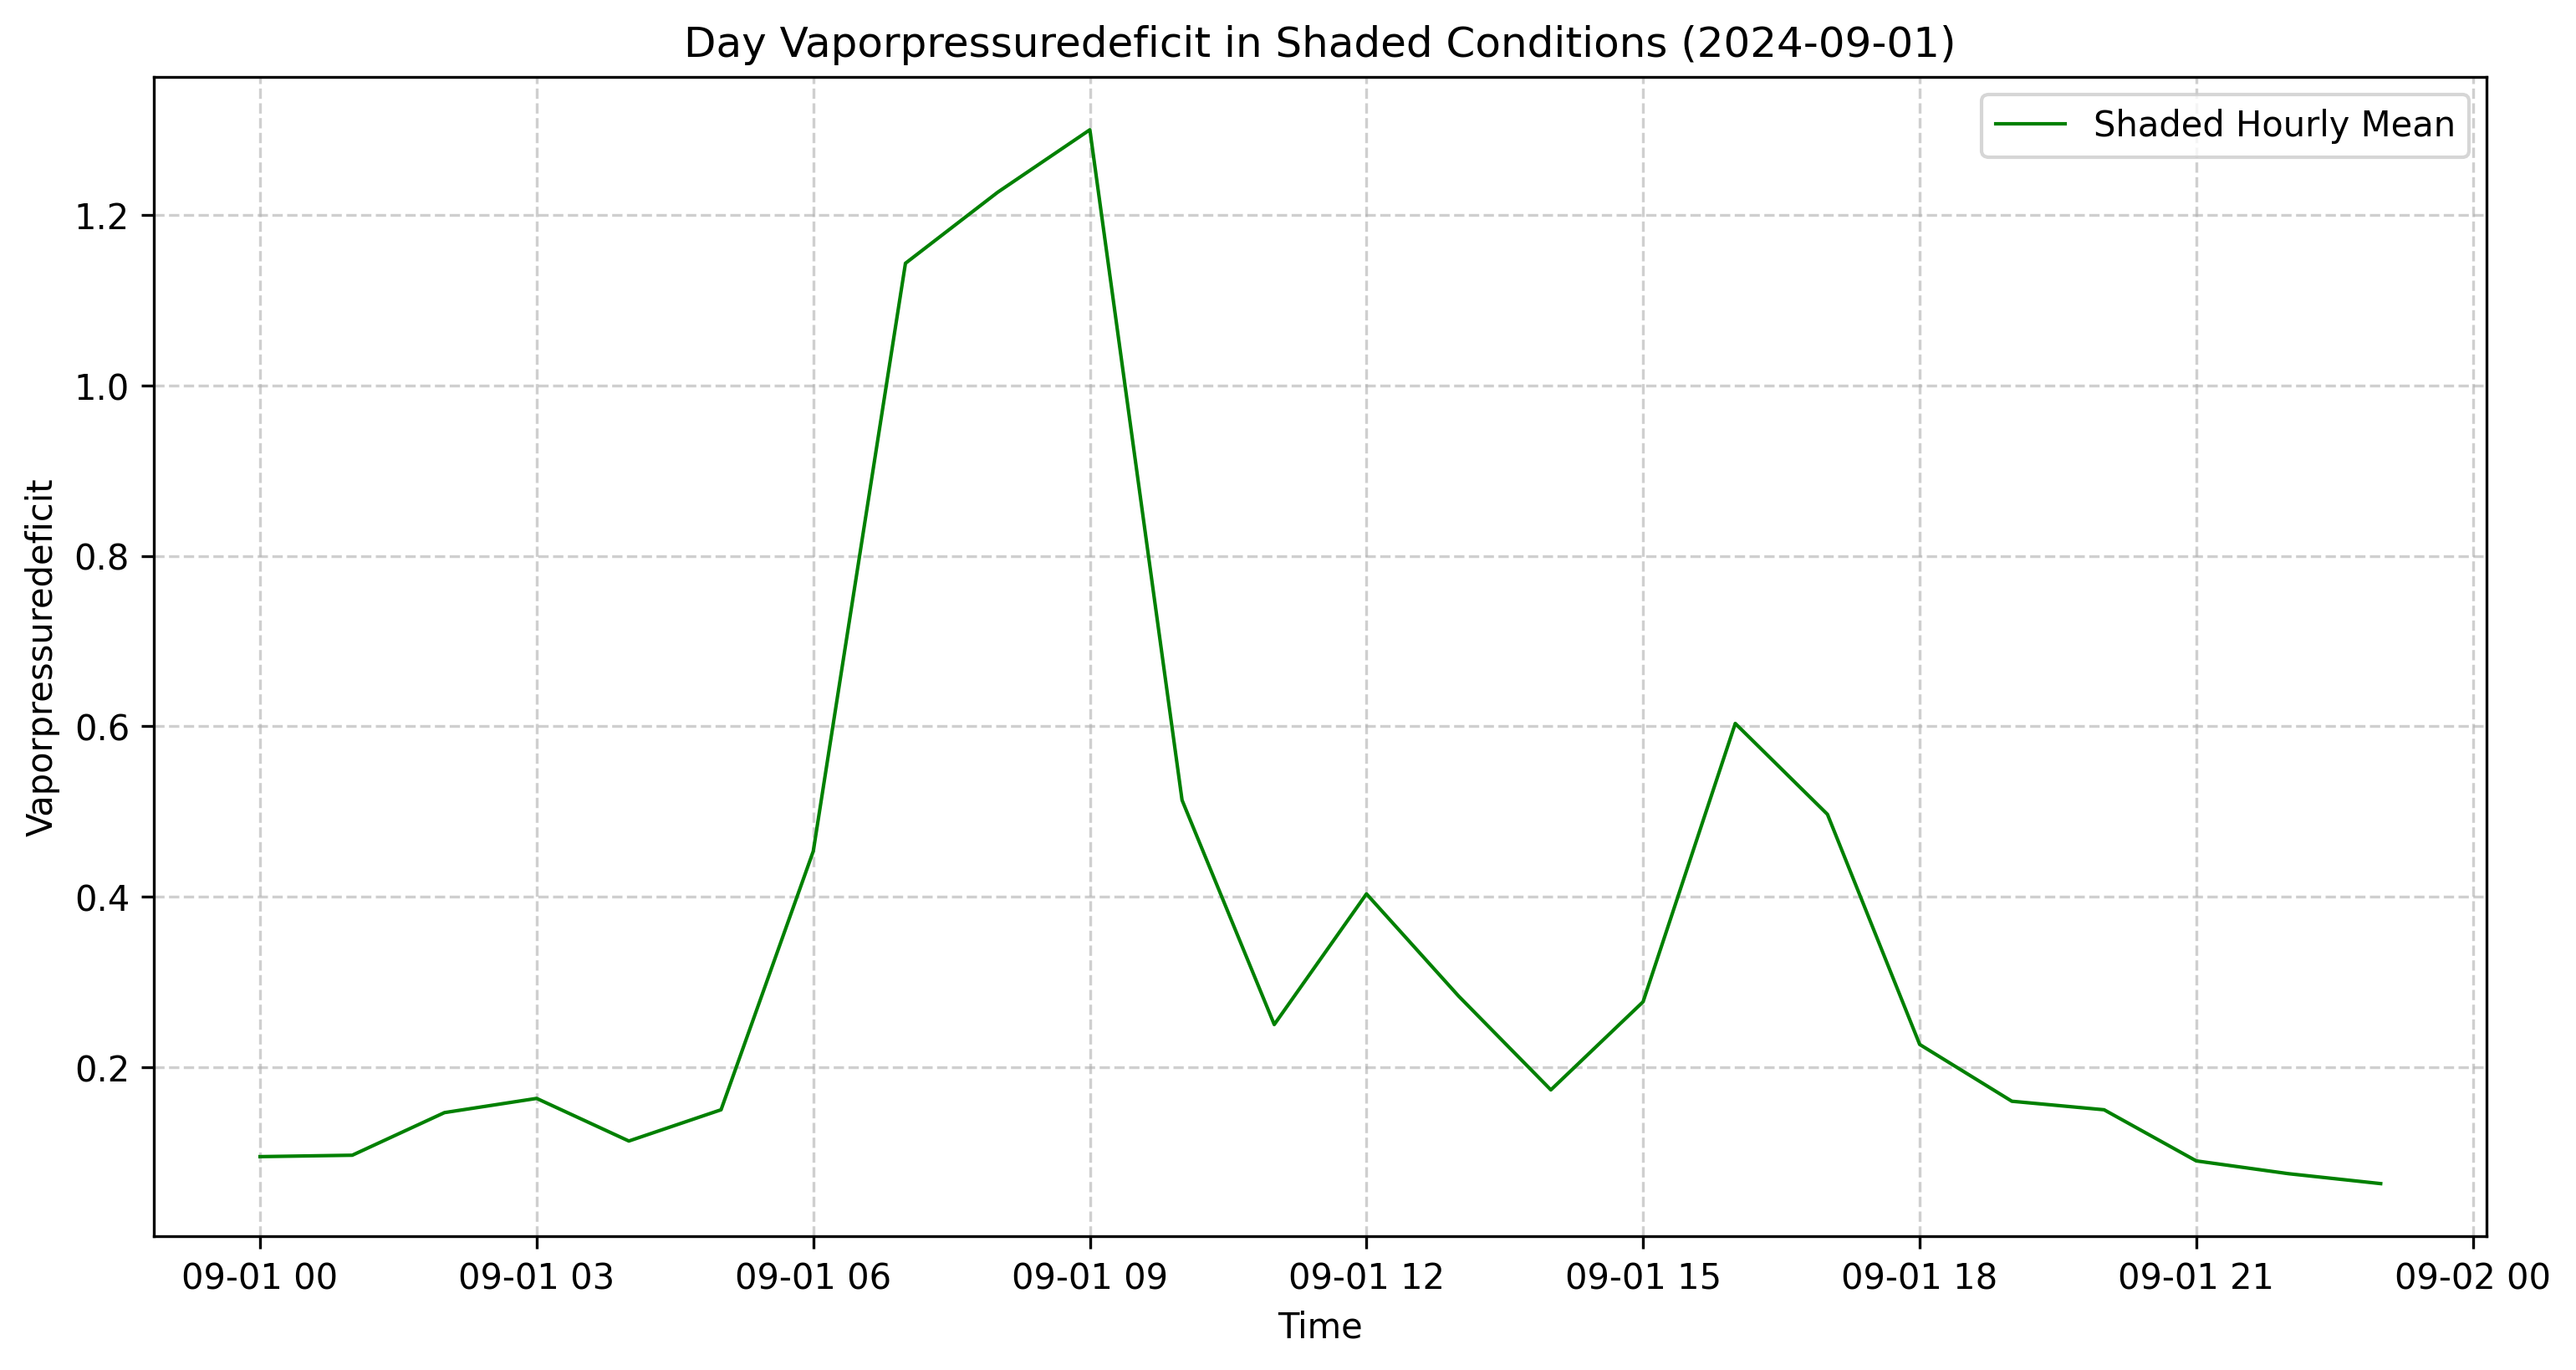 Day Vaporpressuredeficit in Shaded Conditions (2024-09-01)
Shaded Hourly Mean
Vaporpressuredeficit
1.2
1.0
0.8
0.6
0.4
0.2
09-01 00 09-01 03 09-01 06 09-01 09 09-01 12 09-01 15 09-01 18 09-01 21 09-02 00
Time